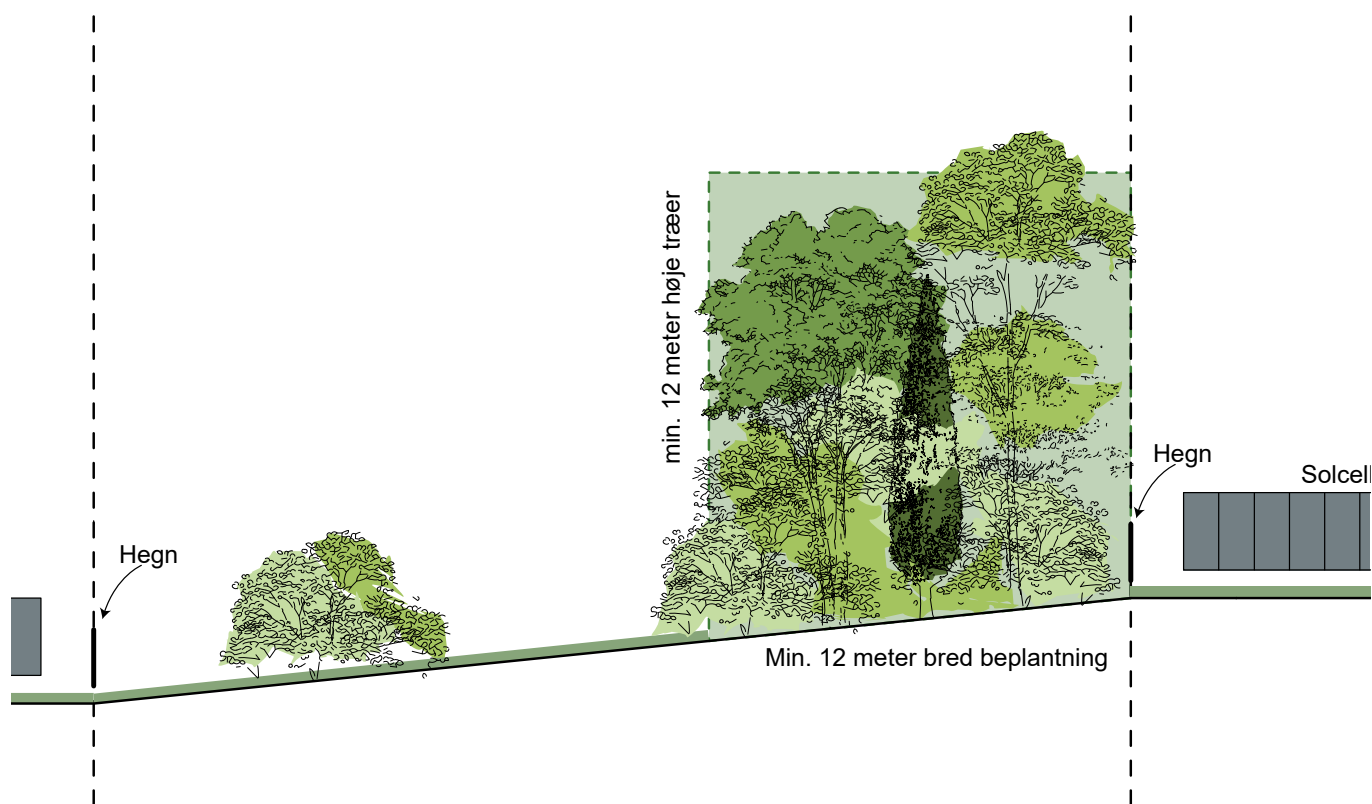 min. 12 meter høje træer
Hegn
Solcell
Hegn
Min. 12 meter bred beplantning